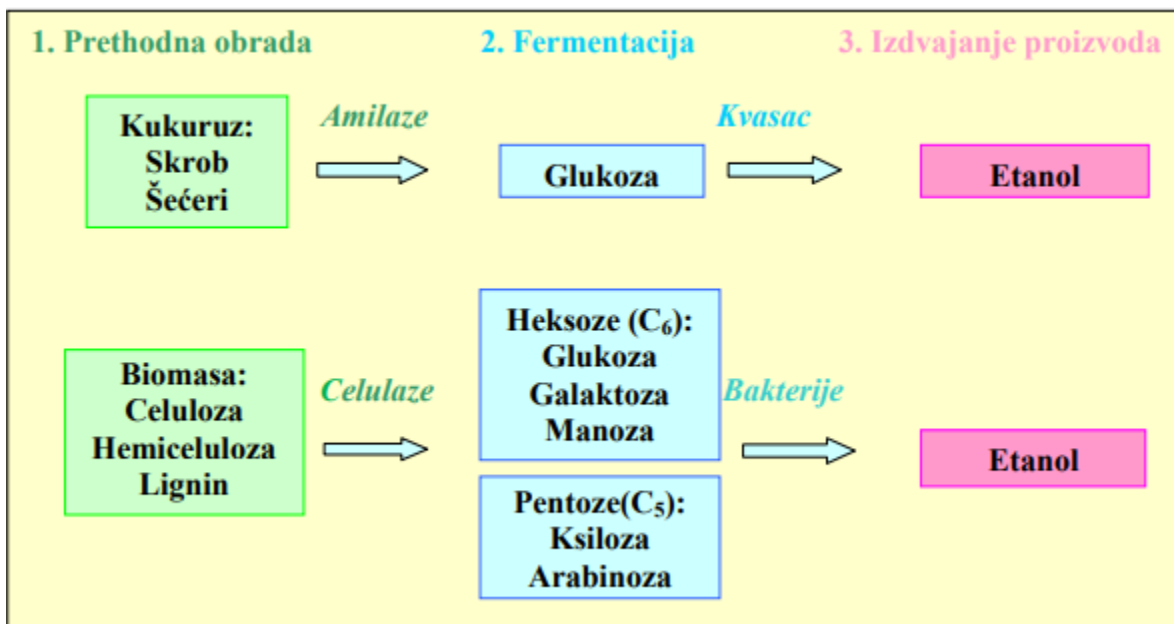 1. Prethodna obrada
2. Fermentacija
3. Izdvajanje proizvoda
Kukuruz:
Skrob
Šećeri
Amilaze
Glukoza
Kvasac
Etanol
Biomasa:
Celuloza
Hemiceluloza
Lignin
Celulaze
Heksoze (C₆):
Glukoza
Galaktoza
Manoza
Pentoze(C₅):
Ksiloza
Arabinoza
Bakterije
Etanol